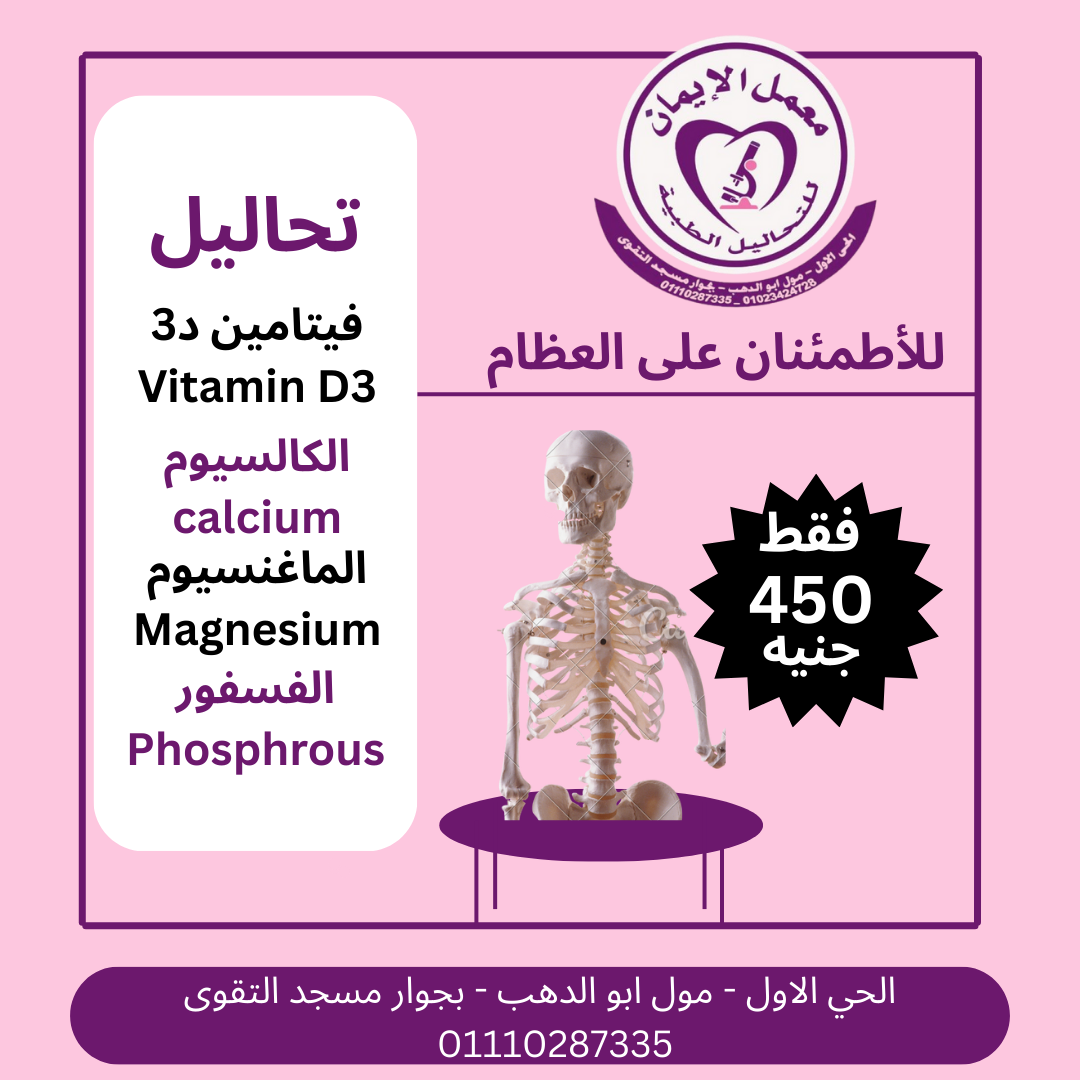 معمل الإيمان
للتحاليل الطبية
الحي الاول - مول ابو الدهب - بجوار مسجد التقوى
01110287335 _ 01023424728
للأطمئنان على العظام
تحاليل
فيتامين د3
Vitamin D3
الكالسيوم
calcium
الماغنسيوم
Magnesium
الفسفور
Phosphrous
فقط
450
جنيه
الحي الاول - مول ابو الدهب - بجوار مسجد التقوى
01110287335